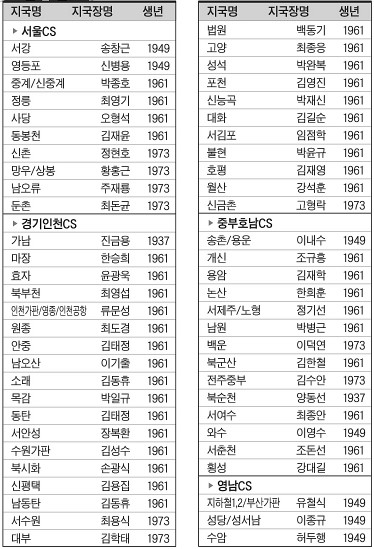 지국명 지국장명 생년
▶ 서울CS
서강 송창근 1949
영등포 신병용 1949
중계/신중계 박종호 1961
정릉 최영기 1961
사당 오형석 1961
동봉천 김재윤 1961
신촌 정현호 1973
망우/상봉 황홍근 1973
남오류 주재룡 1973
둔촌 최돈균 1973
▶ 경기인천CS
가남 진금용 1937
마장 한승희 1961
효자 윤광욱 1961
북부천 최영섭 1961
인천가판/영종/인천공항 류문성 1961
원종 최도경 1961
안중 김태정 1961
남오산 이기출 1961
소래 김동휴 1961
목감 박일규 1961
동탄 김태정 1961
서안성 장복환 1961
수원가판 김성수 1961
북시화 손광식 1961
신평택 김용집 1961
남동탄 김동휴 1961
서수원 최용식 1973
대부 김학태 1973
지국명 지국장명 생년
법원 백동기 1961
고양 최종응 1961
성석 박완복 1961
포천 김영진 1961
신능곡 박재신 1961
대화 김길순 1961
서김포 임점학 1961
불현 박윤규 1961
호평 김재영 1961
월산 강석훈 1961
신금촌 고형락 1973
▶ 중부호남CS
송촌/용운 이내수 1949
개신 조규홍 1961
용암 김재학 1961
논산 한희훈 1961
서제주/노형 정기선 1961
남원 박병근 1961
백운 이덕연 1973
북군산 김한철 1961
전주중부 김수안 1973
북순천 양동선 1937
서여수 최종안 1961
와수 이영수 1949
서춘천 조돈선 1961
횡성 강대길 1961
▶ 영남CS
지하철1,2/부산가판 유철식 1949
성당/성서남 이종규 1949
수암 허두행 1949